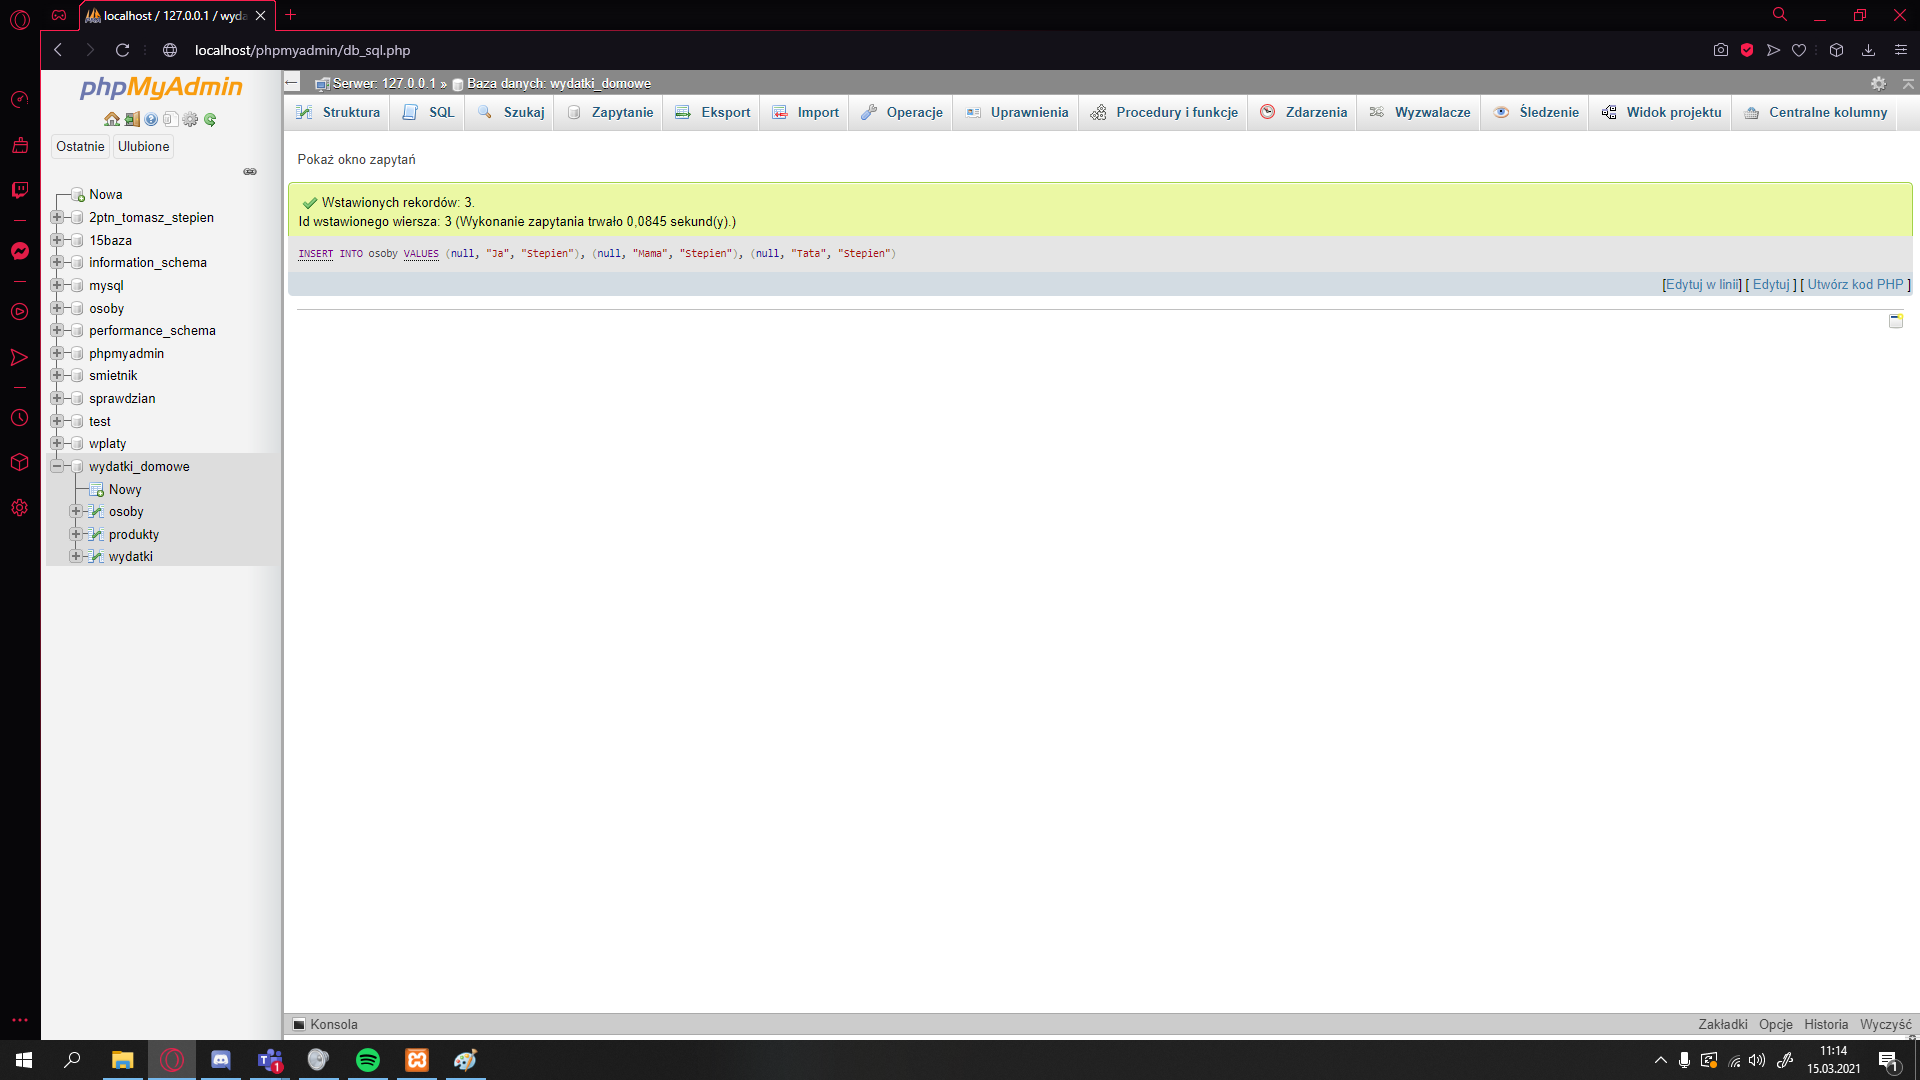 localhost / 127.0.0.1 / wyda
localhost/phpmyadmin/db_sql.php
phpMyAdmin
Ostatnie Ulubione
Nowa
2ptn_tomasz_stepien
15baza
information_schema
mysql
osoby
performance_schema
phpmyadmin
smietnik
sprawdzian
test
wplaty
wydatki_domowe
Nowy
osoby
produkty
wydatki
Serwer: 127.0.0.1 » Baza danych: wydatki_domowe
Struktura SQL Szukaj Zapytanie Eksport Import Operacje Uprawnienia Procedury i funkcje Zdarzenia Wyzwalacze Śledzenie Widok projektu Centralne kolumny
Pokaż okno zapytań
Wstawionych rekordów: 3.
Id wstawionego wiersza: 3 (Wykonanie zapytania trwało 0,0845 sekund(y).)
INSERT INTO osoby VALUES (null, "Ja", "Stepien"), (null, "Mama", "Stepien"), (null, "Tata", "Stepien")
[Edytuj w linii] [ Edytuj ] [ Utwórz kod PHP ]
Konsola
Zakładki Opcje Historia Wyczyść
1
11:14
15.03.2021
1